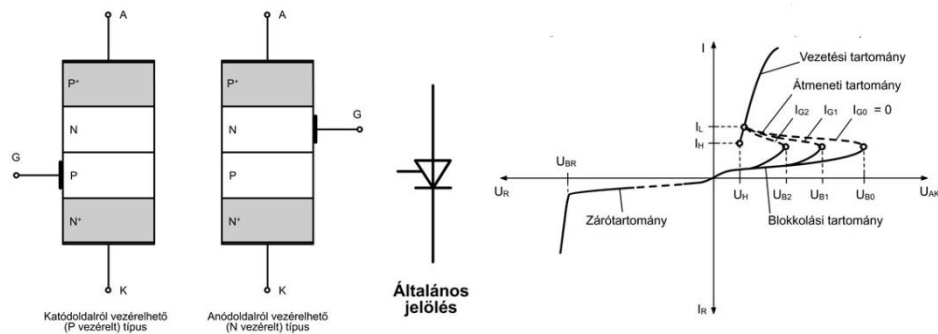 A
P⁺
N
P
N⁺
G
K
Katódoldalról vezérelhető
(P vezérelt) típus
A
P⁺
N
P
N⁺
G
K
Anódoldalról vezérelhető
(N vezérelt) típus
Általános
jelölés
I
Vezetési tartomány
Átmeneti tartomány
I_G2
I_G1
I_G0 = 0
I_L
I_H
U_BR
U_R
U_H
U_B2
U_B1
U_B0
U_AK
Zárótartomány
Blokkolási tartomány
I_R